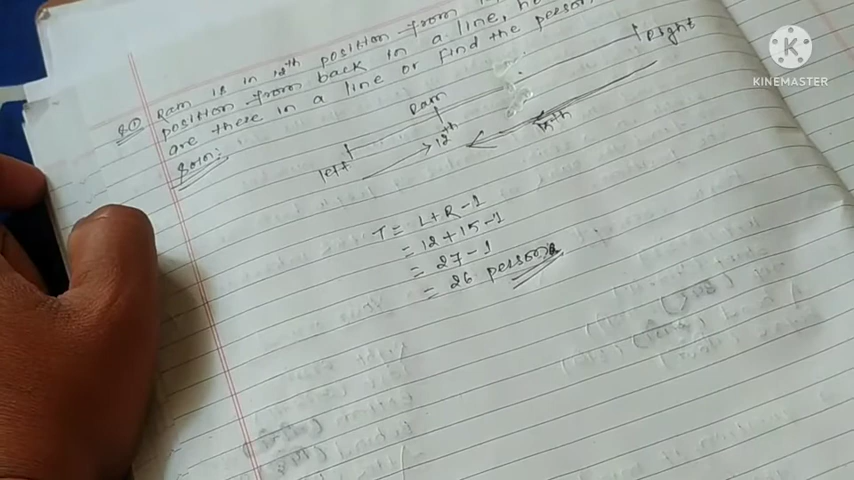 Q.① Ram is in 12th position from
position from back in a line,
are there in a line or find the person.
Soln:-
Left Ram Right
12th 15th
T = L+R-1
= 12+15-1
= 27-1
= 26 persons
KINEMASTER